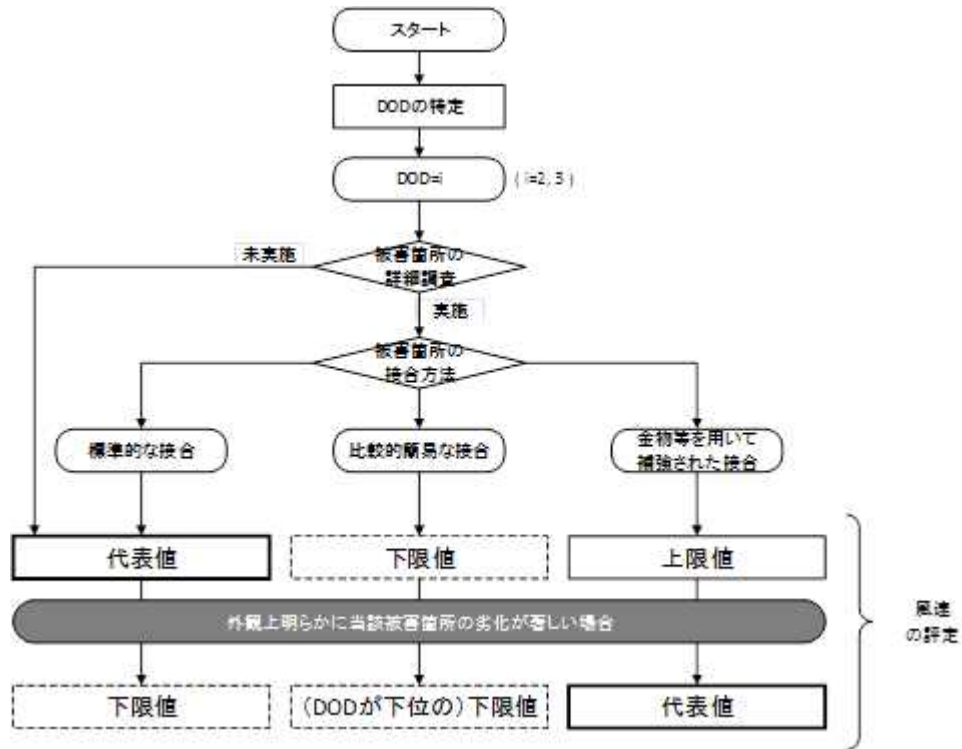 スタート
DODの特定
DOD=i
( i=2, 5 )
未実施
被害箇所の
詳細調査
実施
被害箇所の
接合方法
標準的な接合
比較的簡易な接合
金物等を用いて
補強された接合
代表値
下限値
上限値
外観上明らかに当該被害箇所の劣化が著しい場合
風速
の評定
下限値
（DODが下位の）下限値
代表値